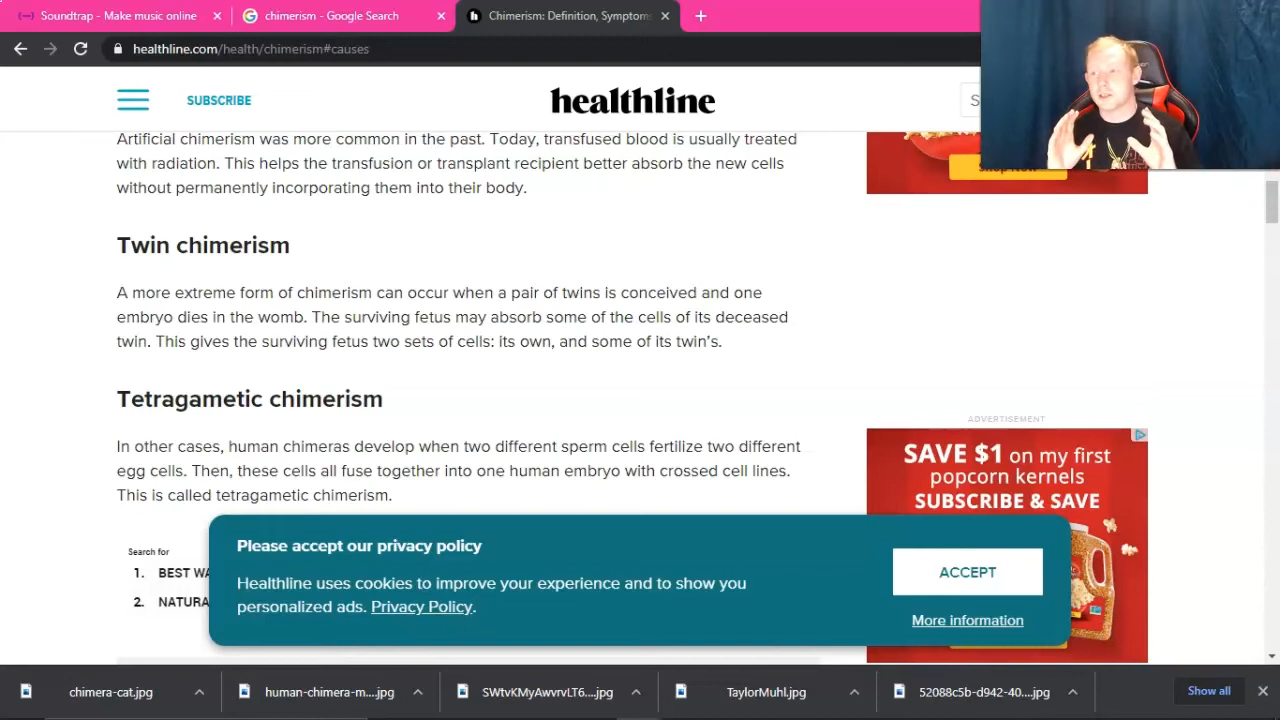 Soundtrap - Make music online
chimerism - Google Search
Chimerism: Definition, Symptoms
healthline.com/health/chimerism#causes
SUBSCRIBE
healthline
S
Artificial chimerism was more common in the past. Today, transfused blood is usually treated
with radiation. This helps the transfusion or transplant recipient better absorb the new cells
without permanently incorporating them into their body.
Twin chimerism
A more extreme form of chimerism can occur when a pair of twins is conceived and one
embryo dies in the womb. The surviving fetus may absorb some of the cells of its deceased
twin. This gives the surviving fetus two sets of cells: its own, and some of its twin’s.
Tetragametic chimerism
In other cases, human chimeras develop when two different sperm cells fertilize two different
egg cells. Then, these cells all fuse together into one human embryo with crossed cell lines.
This is called tetragametic chimerism.
ADVERTISEMENT
SAVE $1 on my first
popcorn kernels
SUBSCRIBE & SAVE
Search for
1. BEST WA
2. NATURA
Please accept our privacy policy
Healthline uses cookies to improve your experience and to show you
personalized ads. Privacy Policy.
ACCEPT
More information
chimera-cat.jpg
human-chimera-m....jpg
SWtvKMyAwvrvLT6....jpg
TaylorMuhl.jpg
52088c5b-d942-40....jpg
Show all